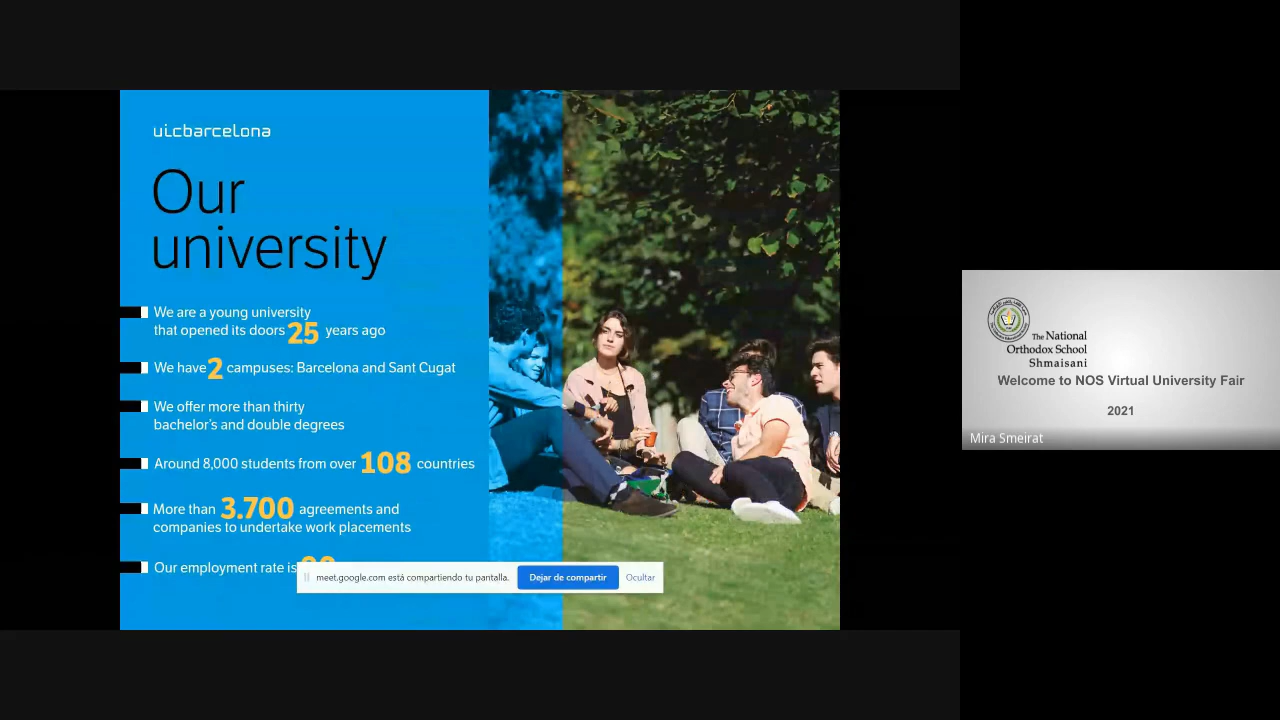 uicbarcelona
Our
university
We are a young university
that opened its doors 25 years ago
We have 2 campuses: Barcelona and Sant Cugat
We offer more than thirty
bachelor's and double degrees
Around 8,000 students from over 108 countries
More than 3.700 agreements and
companies to undertake work placements
Our employment rate is
meet.google.com está compartiendo tu pantalla.
Dejar de compartir
Ocultar
The National
Orthodox School
Shmaisani
Welcome to NOS Virtual University Fair
2021
Mira Smeirat